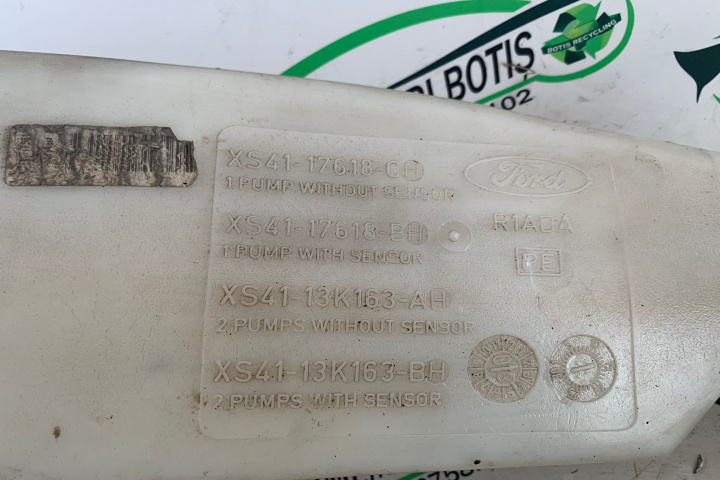 BOTIS RECYCLING
BOTIS
XS41-17618-CH
1 PUMP WITHOUT SENSOR
Ford
XS41-17618-BH
R1ADA
1 PUMP WITH SENSOR
PE
XS41-13K163-AH
2 PUMPS WITHOUT SENSOR
XS41-13K163-BH
2 PUMPS WITH SENSOR